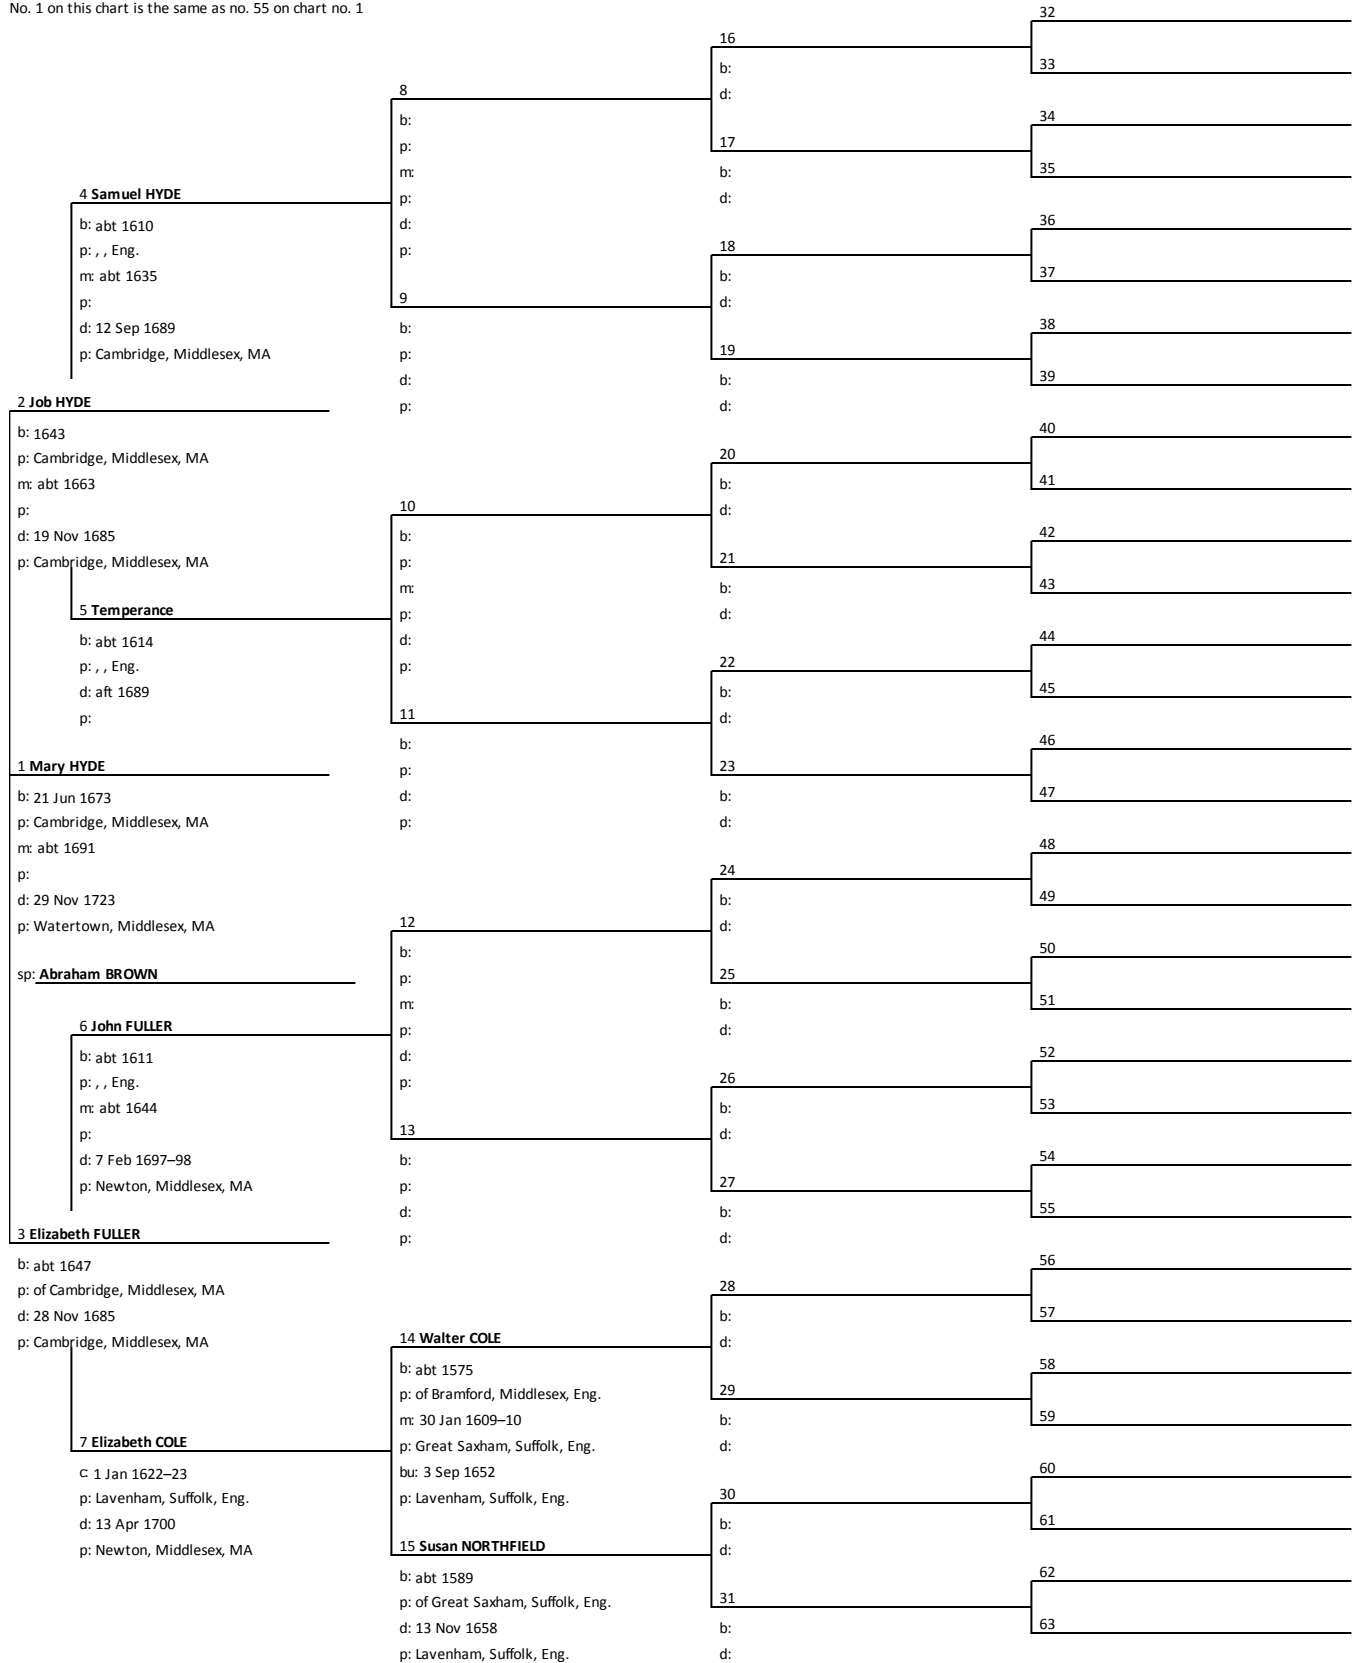 No. 1 on this chart is the same as no. 55 on chart no. 1
4 Samuel HYDE
b: abt 1610
p: , , Eng.
m: abt 1635
p:
d: 12 Sep 1689
p: Cambridge, Middlesex, MA
2 Job HYDE
b: 1643
p: Cambridge, Middlesex, MA
m: abt 1663
p:
d: 19 Nov 1685
p: Cambridge, Middlesex, MA
5 Temperance
b: abt 1614
p: , , Eng.
d: aft 1689
p:
1 Mary HYDE
b: 21 Jun 1673
p: Cambridge, Middlesex, MA
m: abt 1691
p:
d: 29 Nov 1723
p: Watertown, Middlesex, MA
sp: Abraham BROWN
6 John FULLER
b: abt 1611
p: , , Eng.
m: abt 1644
p:
d: 7 Feb 1697–98
p: Newton, Middlesex, MA
3 Elizabeth FULLER
b: abt 1647
p: of Cambridge, Middlesex, MA
d: 28 Nov 1685
p: Cambridge, Middlesex, MA
7 Elizabeth COLE
c: 1 Jan 1622–23
p: Lavenham, Suffolk, Eng.
d: 13 Apr 1700
p: Newton, Middlesex, MA
8
b:
p:
m:
p:
d:
p:
9
b:
p:
d:
p:
10
b:
p:
m:
p:
d:
p:
11
b:
p:
d:
p:
12
b:
p:
m:
p:
d:
p:
13
b:
p:
d:
p:
14 Walter COLE
b: abt 1575
p: of Bramford, Middlesex, Eng.
m: 30 Jan 1609–10
p: Great Saxham, Suffolk, Eng.
bu: 3 Sep 1652
p: Lavenham, Suffolk, Eng.
15 Susan NORTHFIELD
b: abt 1589
p: of Great Saxham, Suffolk, Eng.
d: 13 Nov 1658
p: Lavenham, Suffolk, Eng.
16
b:
d:
17
b:
d:
18
b:
d:
19
b:
d:
20
b:
d:
21
b:
d:
22
b:
d:
23
b:
d:
24
b:
d:
25
b:
d:
26
b:
d:
27
b:
d:
28
b:
d:
29
b:
d:
30
b:
d:
31
b:
d:
32
33
34
35
36
37
38
39
40
41
42
43
44
45
46
47
48
49
50
51
52
53
54
55
56
57
58
59
60
61
62
63